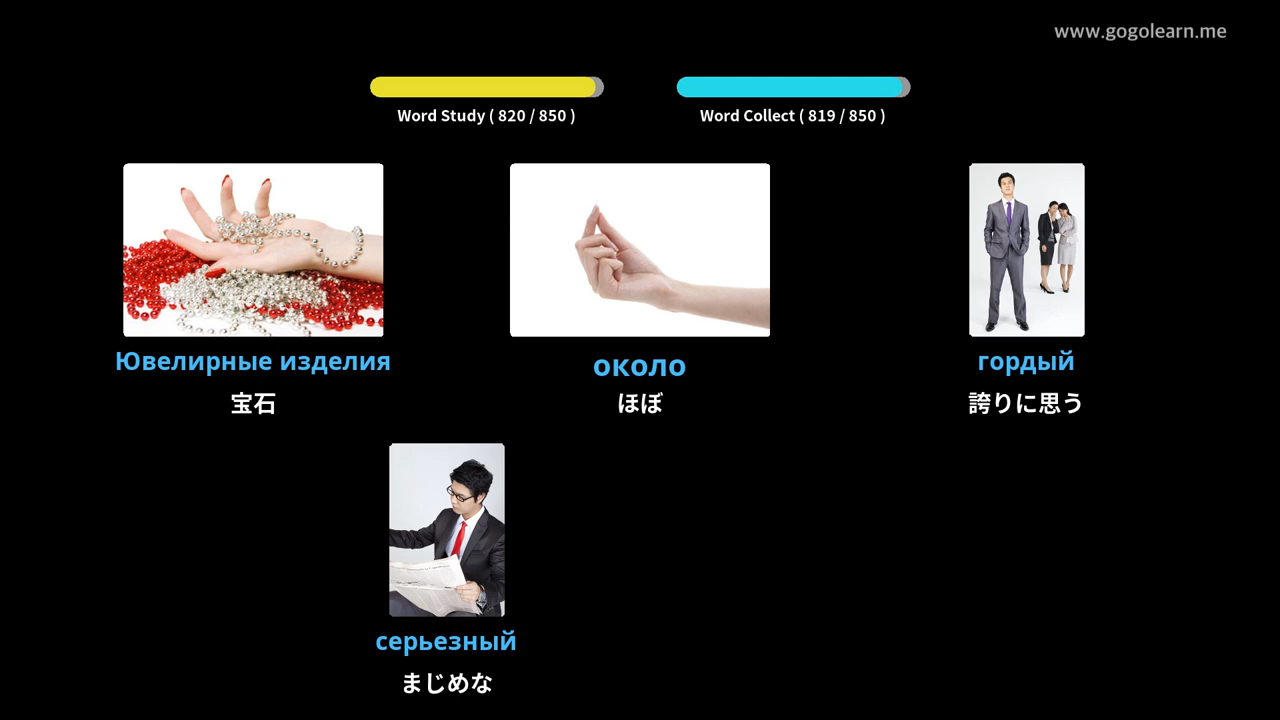 www.gogolearn.me
Word Study ( 820 / 850 )
Word Collect ( 819 / 850 )
Ювелирные изделия
宝石
около
ほぼ
гордый
誇りに思う
серьезный
まじめな